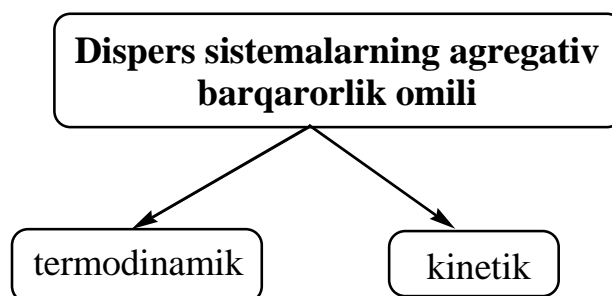 Dispers sistemalarning agregativ
barqarorlik omili
termodinamik
kinetik